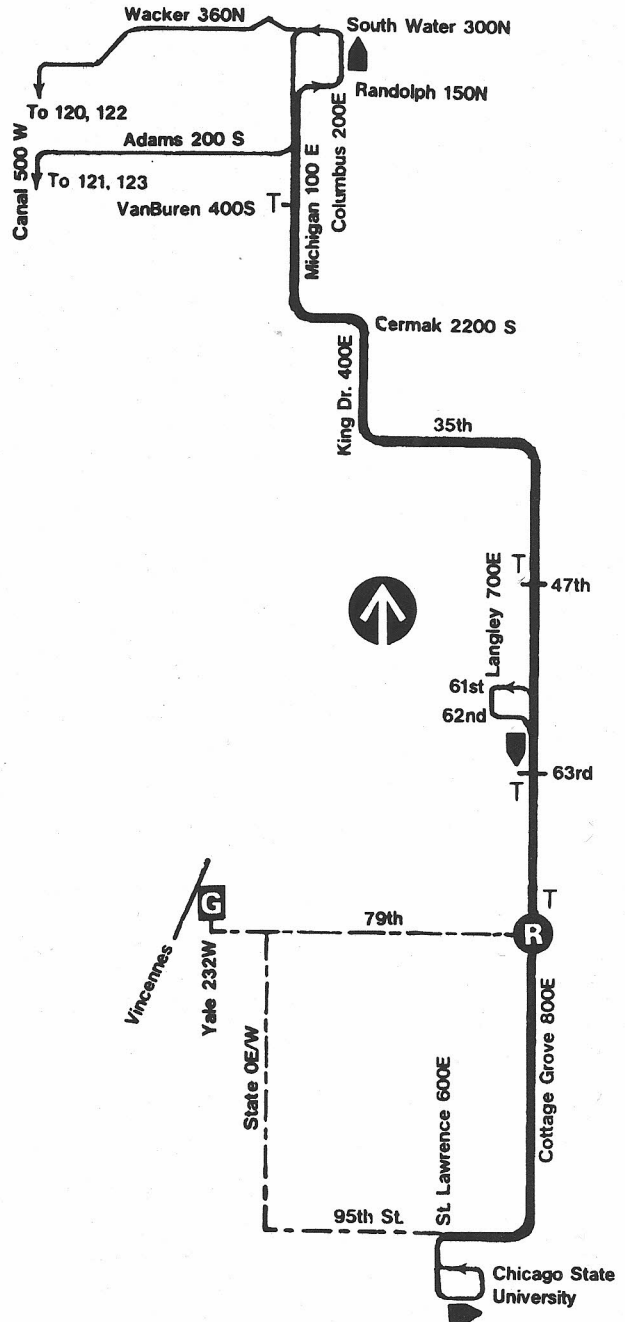 Wacker 360N
South Water 300N
Randolph 150N
To 120, 122
Adams 200 S
Canal 500 W
To 121, 123
Columbus 200E
Michigan 100 E
VanBuren 400S
T
Cermak 2200 S
King Dr. 400E
35th
T
47th
Langley 700E
61st
62nd
63rd
T
T
G
79th
R
Vincennes
Yale 232W
State 0E/W
Cottage Grove 800E
St. Lawrence 600E
95th St.
Chicago State
University